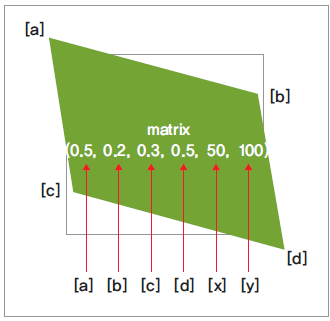 [a]
[b]
matrix
(0.5, 0.2, 0.3, 0.5, 50, 100)
[c]
[d]
[a] [b] [c] [d] [x] [y]